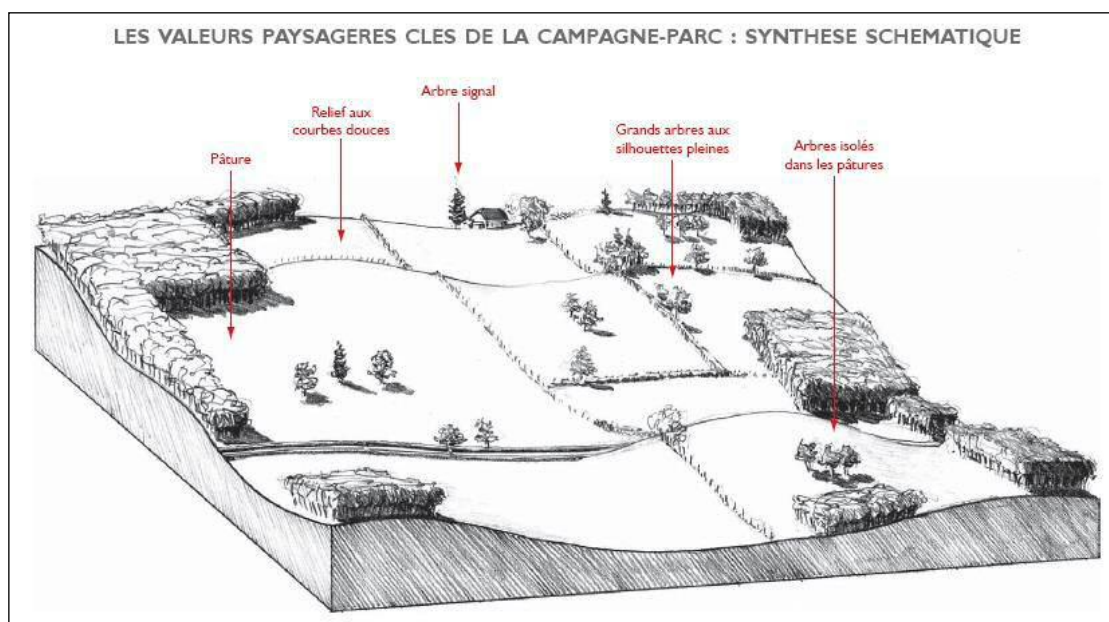 LES VALEURS PAYSAGERES CLES DE LA CAMPAGNE-PARC : SYNTHESE SCHEMATIQUE
Arbre signal
Relief aux
courbes douces
Grands arbres aux
silhouettes pleines
Arbres isolés
dans les pâtures
Pâture